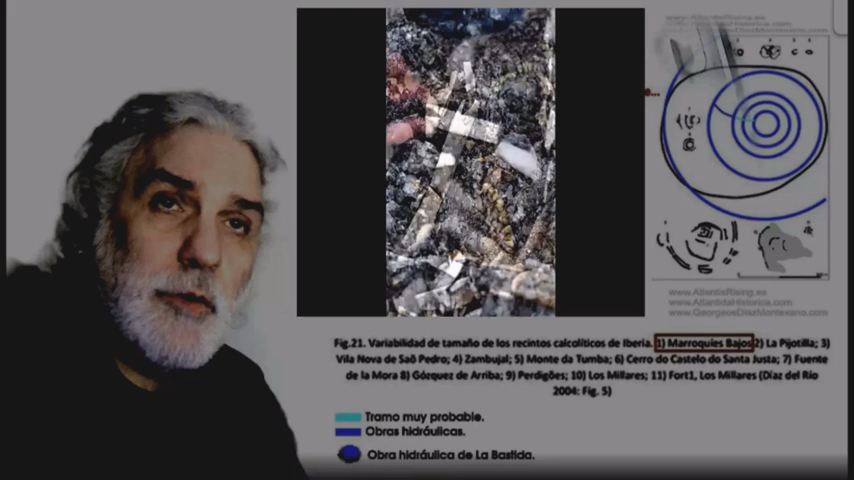 www.AtlantisRising.es
www.AtlantidaHistorica.com
www.GeorgeosDiazMontexano.com
Fig.21. Variabilidad de tamaño de los recintos calcolíticos de Iberia. 1) Marroquíes Bajos 2) La Pijotilla; 3)
Vila Nova de Saõ Pedro; 4) Zambujal; 5) Monte da Tumba; 6) Cerro do Castelo do Santa Justa; 7) Fuente
de la Mora 8) Gózquez de Arriba; 9) Perdigões; 10) Los Millares; 11) Fort1, Los Millares (Díaz del Río
2004: Fig. 5)
Tramo muy probable.
Obras hidráulicas.
Obra hidráulica de La Bastida.